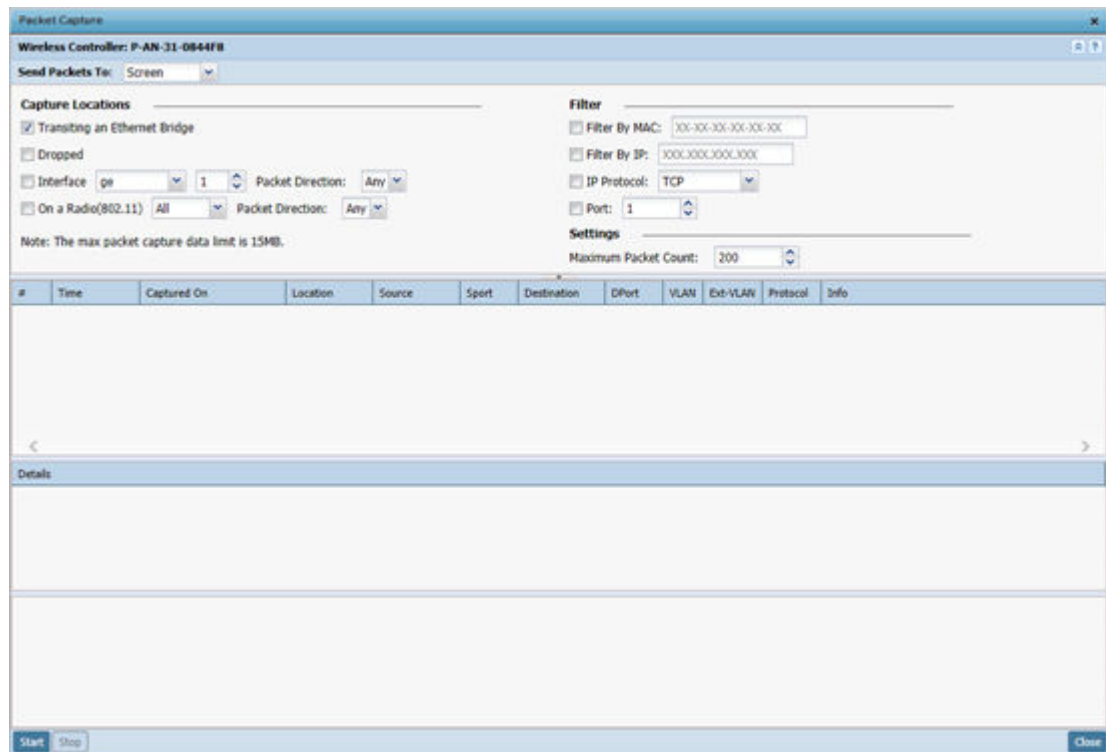 Packet Capture
Wireless Controller: P-AN-31-0844F8
Send Packets To: Screen
Capture Locations
Transiting an Ethernet Bridge
Dropped
Interface ge 1 Packet Direction: Any
On a Radio(802.11) All Packet Direction: Any
Note: The max packet capture data limit is 15MB.
Filter
Filter By MAC: XX-XX-XX-XX-XX-XX
Filter By IP: XXX.XXX.XXX.XXX
IP Protocol: TCP
Port: 1
Settings
Maximum Packet Count: 200
# Time Captured On Location Source Sport Destination DPort VLAN Ext-VLAN Protocol Info
Details
Start Stop Close